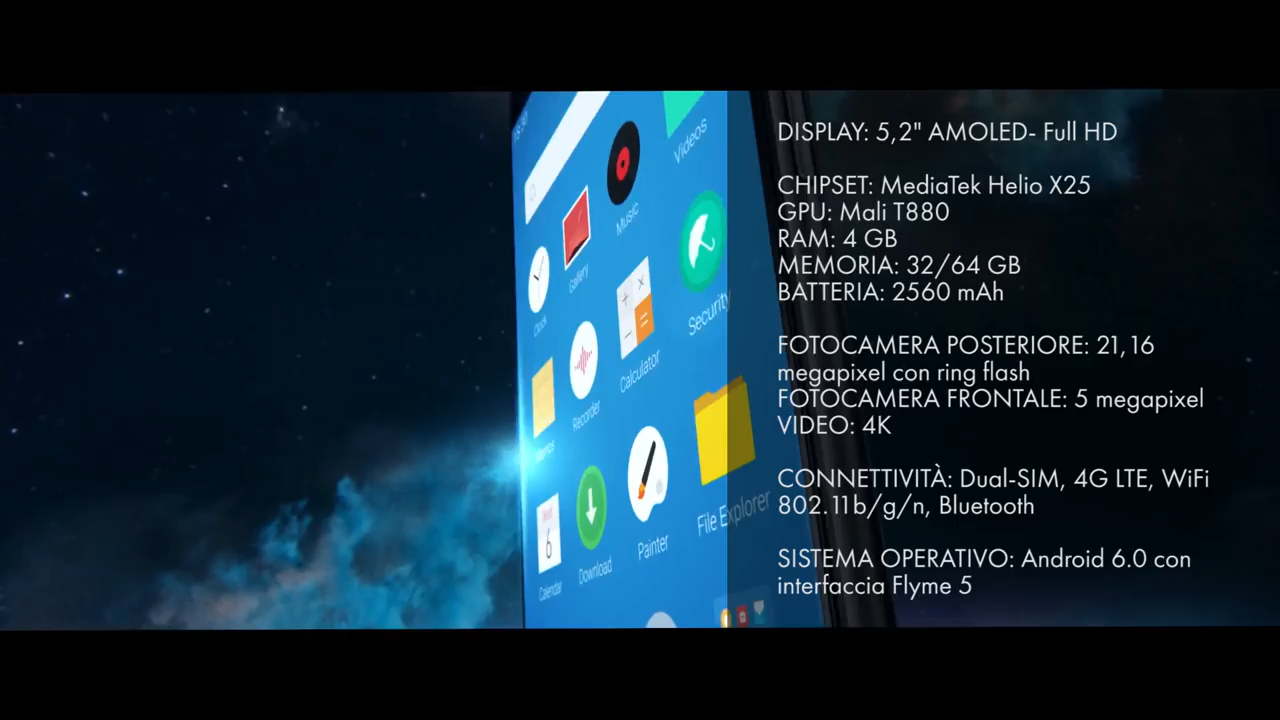 DISPLAY: 5,2" AMOLED- Full HD
CHIPSET: MediaTek Helio X25
GPU: Mali T880
RAM: 4 GB
MEMORIA: 32/64 GB
BATTERIA: 2560 mAh
FOTOCAMERA POSTERIORE: 21,16
megapixel con ring flash
FOTOCAMERA FRONTALE: 5 megapixel
VIDEO: 4K
CONNETTIVITÀ: Dual-SIM, 4G LTE, WiFi
802.11b/g/n, Bluetooth
SISTEMA OPERATIVO: Android 6.0 con
interfaccia Flyme 5
Clock
Gallery
Music
Videos
Recorder
Calculator
Security
6
Calendar
Download
Painter
File Explorer